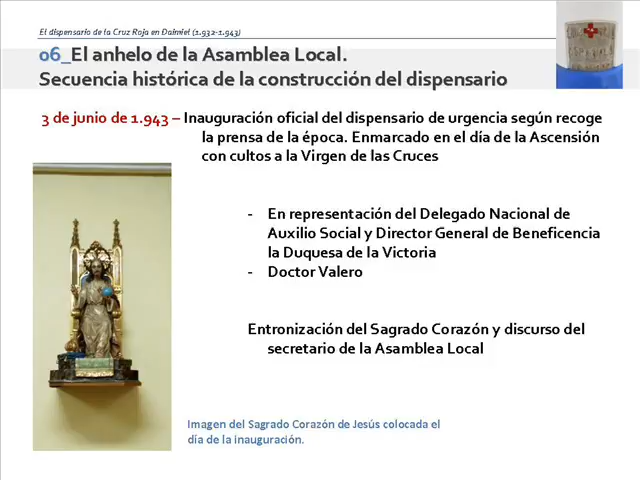 El dispensario de la Cruz Roja en Daimiel (1.932-1.943)
06_El anhelo de la Asamblea Local.
Secuencia histórica de la construcción del dispensario
3 de junio de 1.943 – Inauguración oficial del dispensario de urgencia según recoge
la prensa de la época. Enmarcado en el día de la Ascensión
con cultos a la Virgen de las Cruces
- En representación del Delegado Nacional de
Auxilio Social y Director General de Beneficencia
la Duquesa de la Victoria
- Doctor Valero
Entronización del Sagrado Corazón y discurso del
secretario de la Asamblea Local
Imagen del Sagrado Corazón de Jesús colocada el
día de la inauguración.